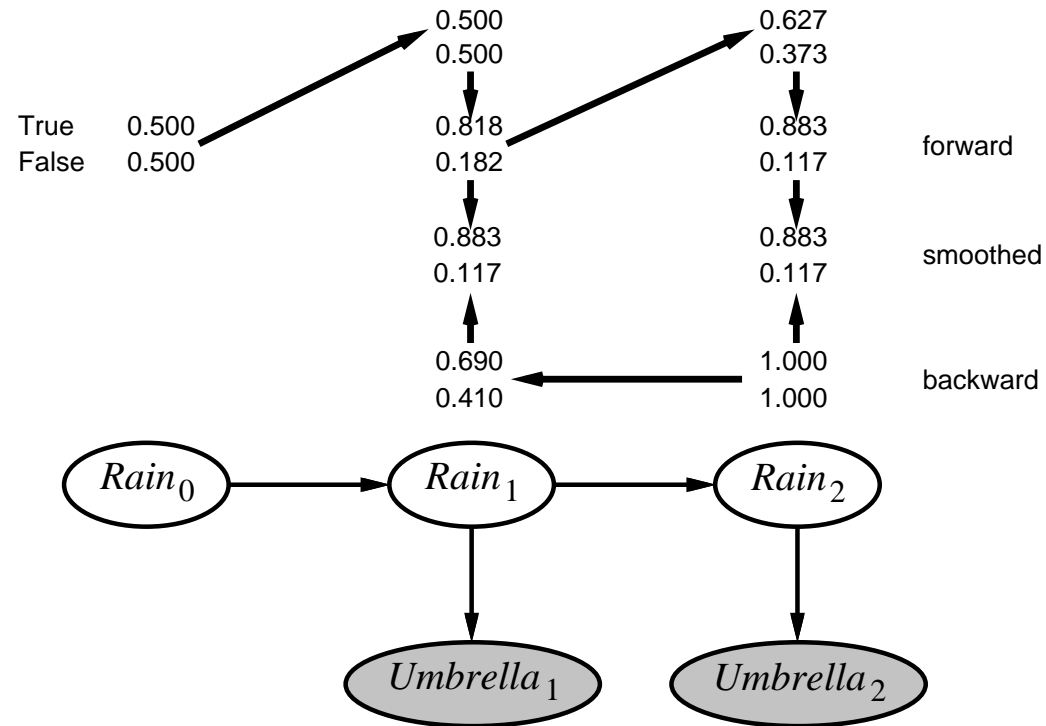 0.500 0.627
0.500 0.373
True 0.500 0.818 0.883
False 0.500 0.182 0.117 forward
0.883 0.883
0.117 0.117 smoothed
0.690 1.000
0.410 1.000 backward
Rain0 Rain1 Rain2
Umbrella1 Umbrella2